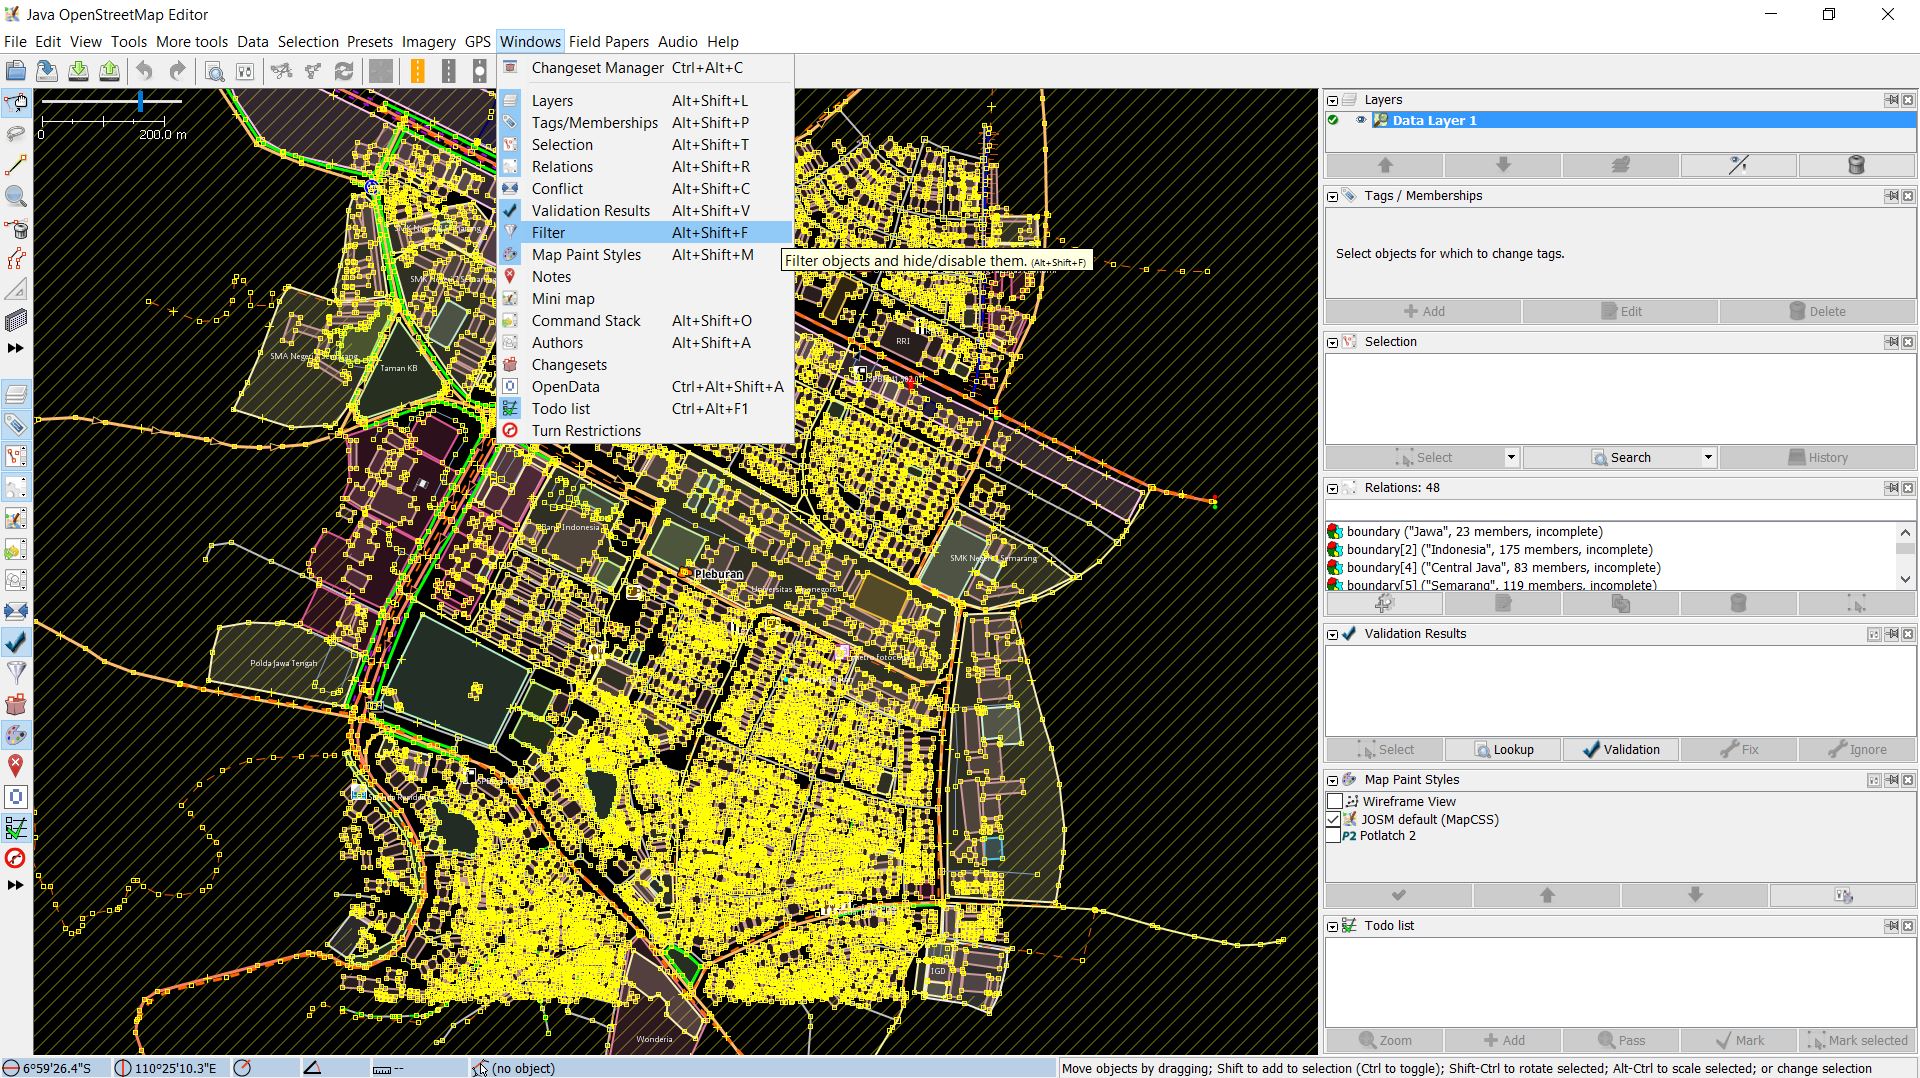 Java OpenStreetMap Editor
File Edit View Tools More tools Data Selection Presets Imagery GPS Windows Field Papers Audio Help
Changeset Manager Ctrl+Alt+C
Layers Alt+Shift+L
Tags/Memberships Alt+Shift+P
Selection Alt+Shift+T
Relations Alt+Shift+R
Conflict Alt+Shift+C
Validation Results Alt+Shift+V
Filter Alt+Shift+F
Map Paint Styles Alt+Shift+M
Notes
Mini map
Command Stack Alt+Shift+O
Authors Alt+Shift+A
Changesets
OpenData Ctrl+Alt+Shift+A
Todo list Ctrl+Alt+F1
Turn Restrictions
Filter objects and hide/disable them. (Alt+Shift+F)
0 200.0 m
Taman KB
RRI
Bank Indonesia
SMK Negeri Semarang
Pleburan
Polda Jawa Tengah
Wonderia
Layers
Data Layer 1
Tags / Memberships
Select objects for which to change tags.
Add Edit Delete
Selection
Select Search History
Relations: 48
boundary ("Jawa", 23 members, incomplete)
boundary[2] ("Indonesia", 175 members, incomplete)
boundary[4] ("Central Java", 83 members, incomplete)
boundary[5] ("Semarang", 119 members, incomplete)
Validation Results
Select Lookup Validation Fix Ignore
Map Paint Styles
Wireframe View
JOSM default (MapCSS)
P2 Potlatch 2
Todo list
Zoom Add Pass Mark Mark selected
6°59'26.4"S 110°25'10.3"E -- (no object) Move objects by dragging; Shift to add to selection (Ctrl to toggle); Shift-Ctrl to rotate selected; Alt-Ctrl to scale selected; or change selection